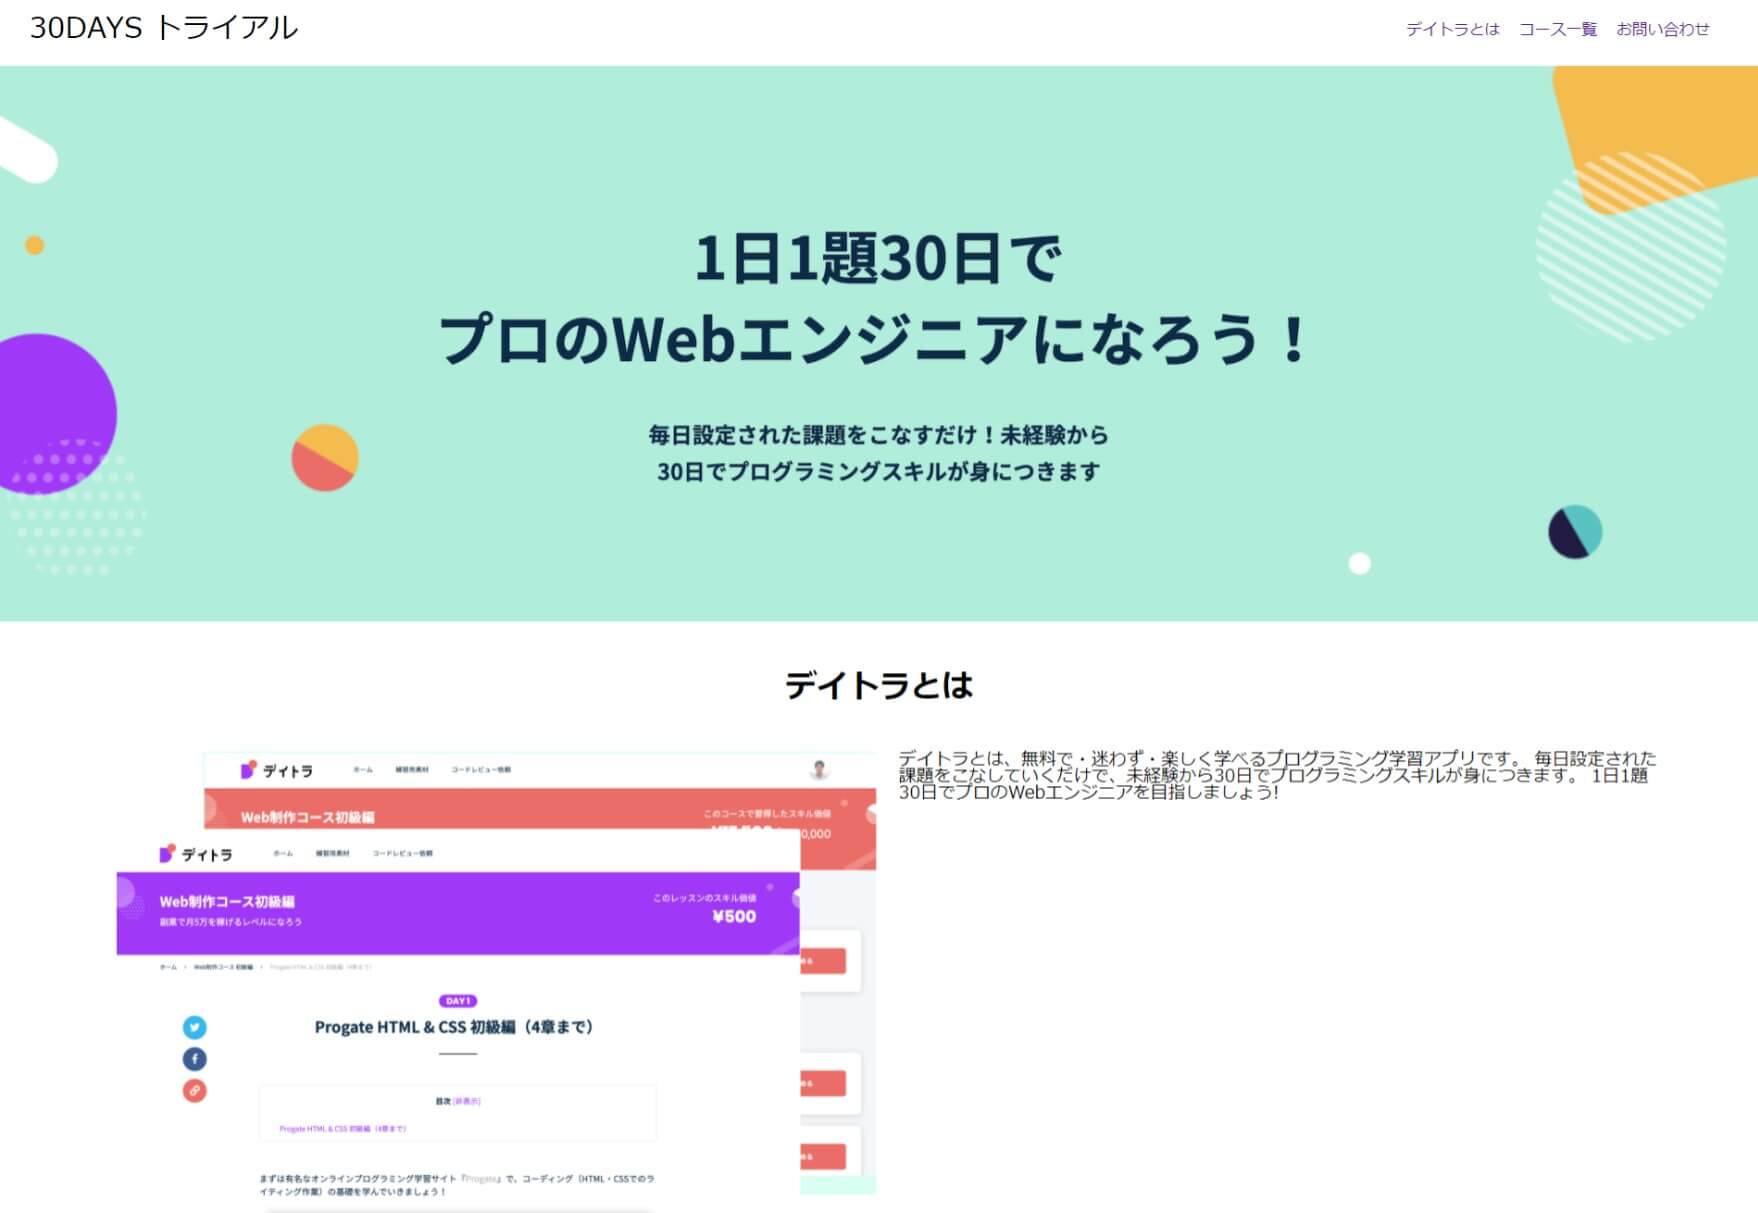 30DAYS トライアル
デイトラとは コース一覧 お問い合わせ
1日1題30日で
プロのWebエンジニアになろう！
毎日設定された課題をこなすだけ！未経験から
30日でプログラミングスキルが身につきます
デイトラとは
デイトラとは、無料で・迷わず・楽しく学べるプログラミング学習アプリです。 毎日設定された
課題をこなしていくだけで、未経験から30日でプログラミングスキルが身につきます。 1日1題
30日でプロのWebエンジニアを目指しましょう!
デイトラ ホーム 練習用素材 コードレビュー依頼
Web制作コース初級編
このコースで習得したスキル価値
0,000
デイトラ ホーム 練習用素材 コードレビュー依頼
Web制作コース初級編
副業で月5万を稼げるレベルになろう
このレッスンのスキル価値
¥500
ホーム › Web制作コース 初級編 › Progate HTML & CSS 初級編（4章まで）
DAY1
Progate HTML & CSS 初級編（4章まで）
目次 [非表示]
Progate HTML & CSS 初級編（4章まで）
まずは有名なオンラインプログラミング学習サイト『Progate』で、コーディング（HTML・CSSでのラ
イティング作業）の基礎を学んでいきましょう！
める
める
める